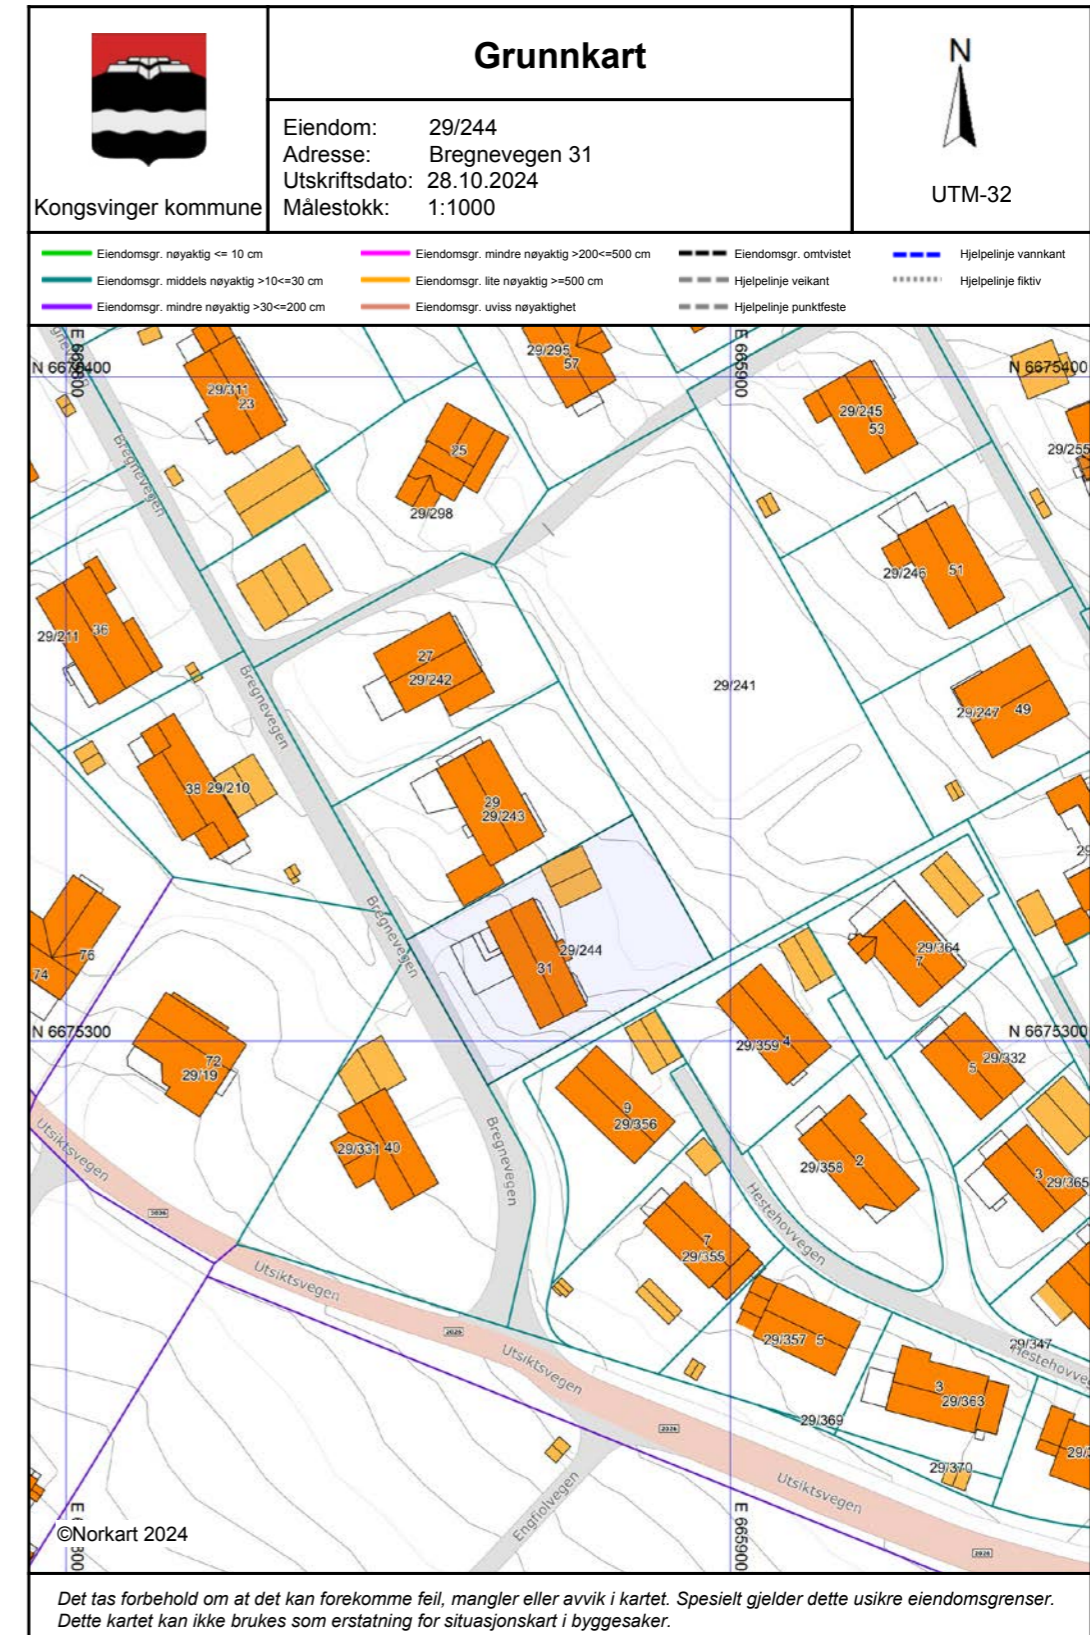 Grunnkart
Eiendom: 29/244
Adresse: Bregnevegen 31
Utskriftsdato: 28.10.2024
Målestokk: 1:1000
Kongsvinger kommune
N
UTM-32
Eiendomsgr. nøyaktig <= 10 cm
Eiendomsgr. middels nøyaktig >10<=30 cm
Eiendomsgr. mindre nøyaktig >30<=200 cm
Eiendomsgr. mindre nøyaktig >200<=500 cm
Eiendomsgr. lite nøyaktig >=500 cm
Eiendomsgr. uviss nøyaktighet
Eiendomsgr. omtvistet
Hjelpelinje veikant
Hjelpelinje punktfeste
Hjelpelinje vannkant
Hjelpelinje fiktiv
N 6675400
E 665900
N 6675400
29/311
23
29/295
57
29/245
53
29/255
25
29/298
Bregnevegen
29/246
51
29/211
36
27
29/242
29/241
Bregnevegen
29/247
49
38
29/210
29
29/243
Bregnevegen
76
74
29/244
31
29/364
7
N 6675300
N 6675300
29/359
4
29/332
5
72
29/19
9
29/356
Utsiktsvegen
29/331
40
Bregnevegen
29/358
2
3
29/365
Hestehovvegen
7
29/355
Utsiktsvegen
2026
2025
Utsiktsvegen
29/357
5
29/347
3
29/363
29/369
2026
29/370
Utsiktsvegen
Engfiolvegen
E 665900
2026
©Norkart 2024
Det tas forbehold om at det kan forekomme feil, mangler eller avvik i kartet. Spesielt gjelder dette usikre eiendomsgrenser.
Dette kartet kan ikke brukes som erstatning for situasjonskart i byggesaker.